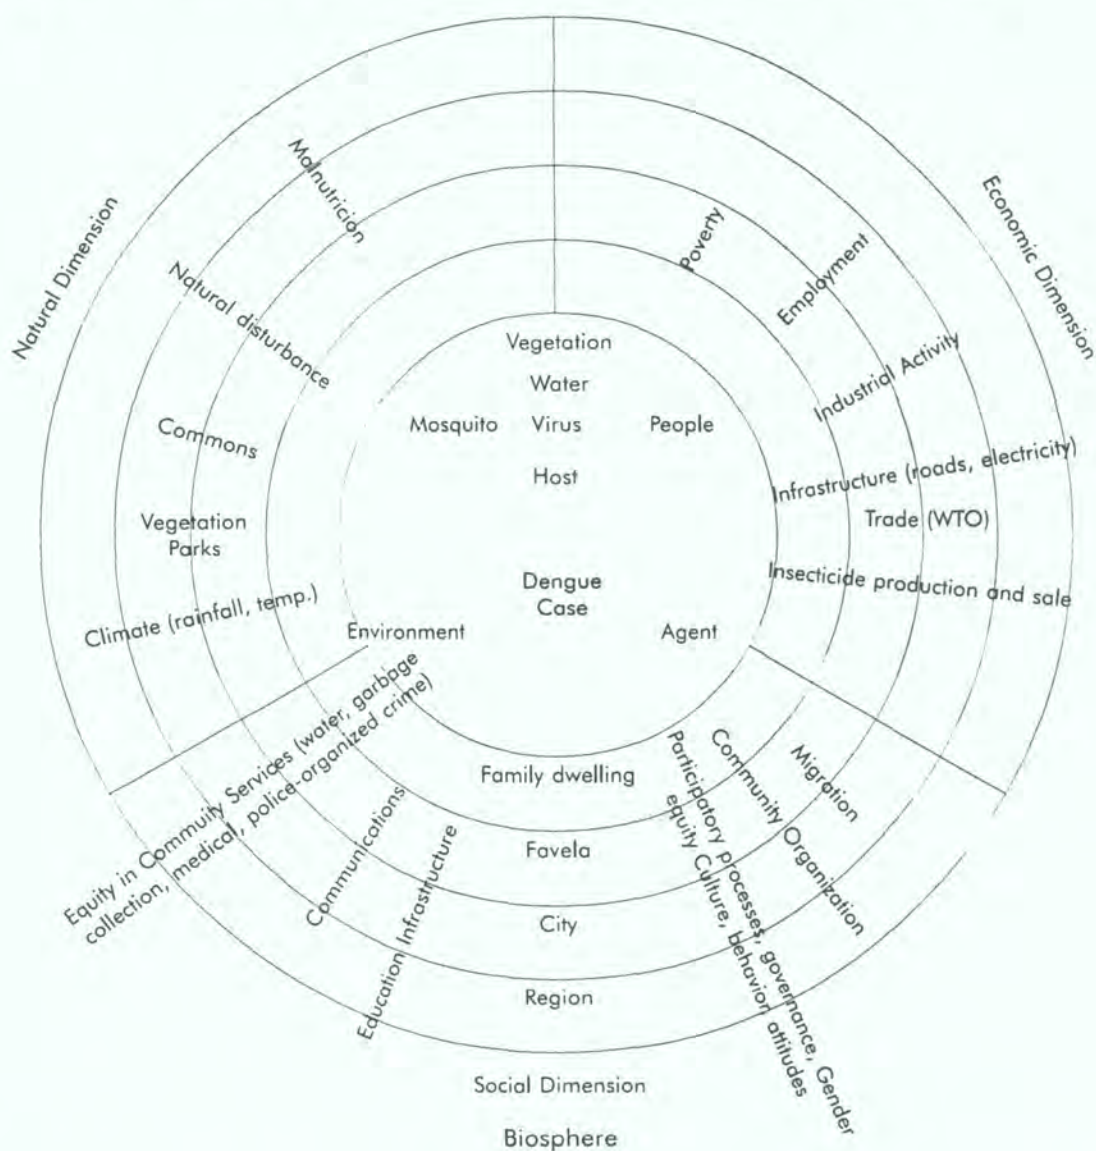 Natural Dimension
Malnutricion
Natural disturbance
Commons
Vegetation
Parks
Climate (rainfall, temp.)
Economic Dimension
Poverty
Employment
Industrial Activity
Infrastructure (roads, electricity)
Trade (WTO)
Insecticide production and sale
Vegetation
Water
Mosquito Virus People
Host
Dengue
Case
Environment Agent
Equity in Commuity Services (water, garbage
collection, medical, police-organized crime)
Communications
Education Infrastructure
Family dwelling
Favela
City
Region
Migration
Community Organization
Participatory processes, governance, Gender
equity Culture, behavior, attitudes
Social Dimension
Biosphere